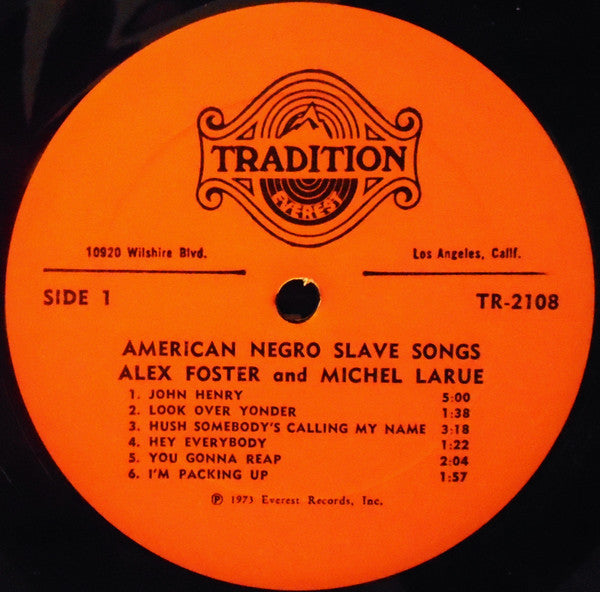 TRADITION
EVEREST
10920 Wilshire Blvd.
Los Angeles, Calif.
SIDE 1
TR-2108
AMERICAN NEGRO SLAVE SONGS
ALEX FOSTER and MICHEL LARUE
1. JOHN HENRY 5:00
2. LOOK OVER YONDER 1:38
3. HUSH SOMEBODY'S CALLING MY NAME 3:18
4. HEY EVERYBODY 1:22
5. YOU GONNA REAP 2:04
6. I'M PACKING UP 1:57
℗ 1973 Everest Records, Inc.